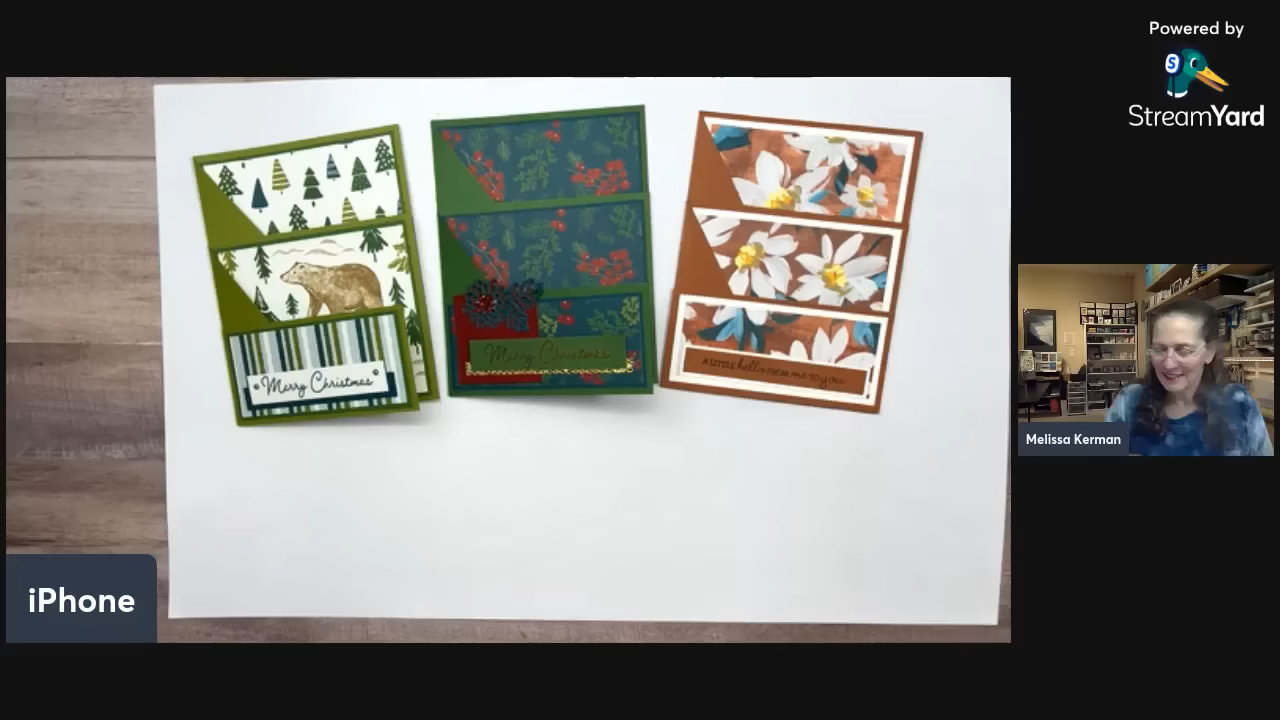 Powered by
S
StreamYard
Merry Christmas
Merry Christmas
A little hello from me to you
Melissa Kerman
iPhone